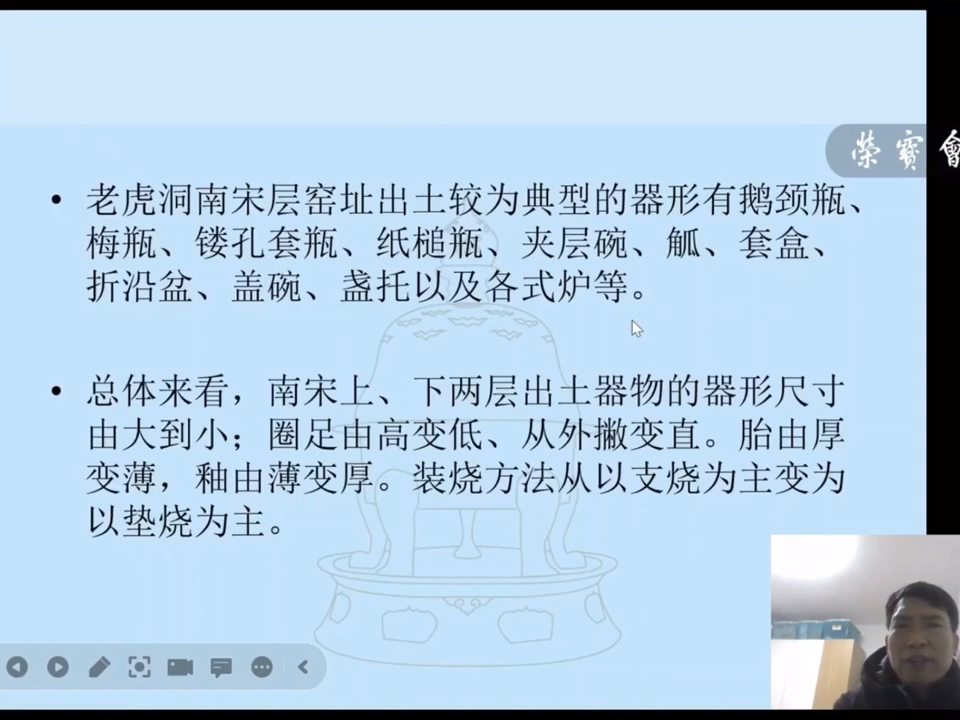 榮寶會
• 老虎洞南宋层窑址出土较为典型的器形有鹅颈瓶、
梅瓶、镂孔套瓶、纸槌瓶、夹层碗、觚、套盒、
折沿盆、盖碗、盏托以及各式炉等。
• 总体来看，南宋上、下两层出土器物的器形尺寸
由大到小；圈足由高变低、从外撇变直。胎由厚
变薄，釉由薄变厚。装烧方法从以支烧为主变为
以垫烧为主。